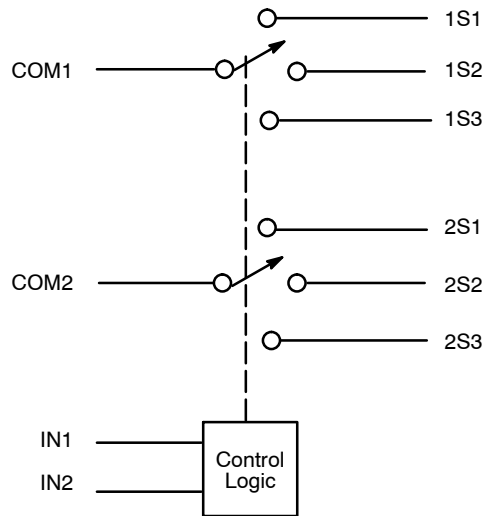 1S1
COM1
1S2
1S3
2S1
COM2
2S2
2S3
IN1
Control
Logic
IN2